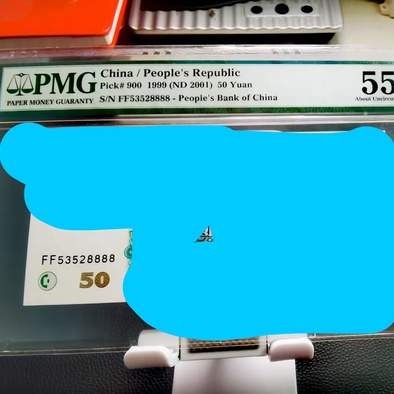 PMG
PAPER MONEY GUARANTY
China / People's Republic
Pick# 900 1999 (ND 2001) 50 Yuan
S/N FF53528888 - People's Bank of China
55
About Uncirc
FF53528888
50